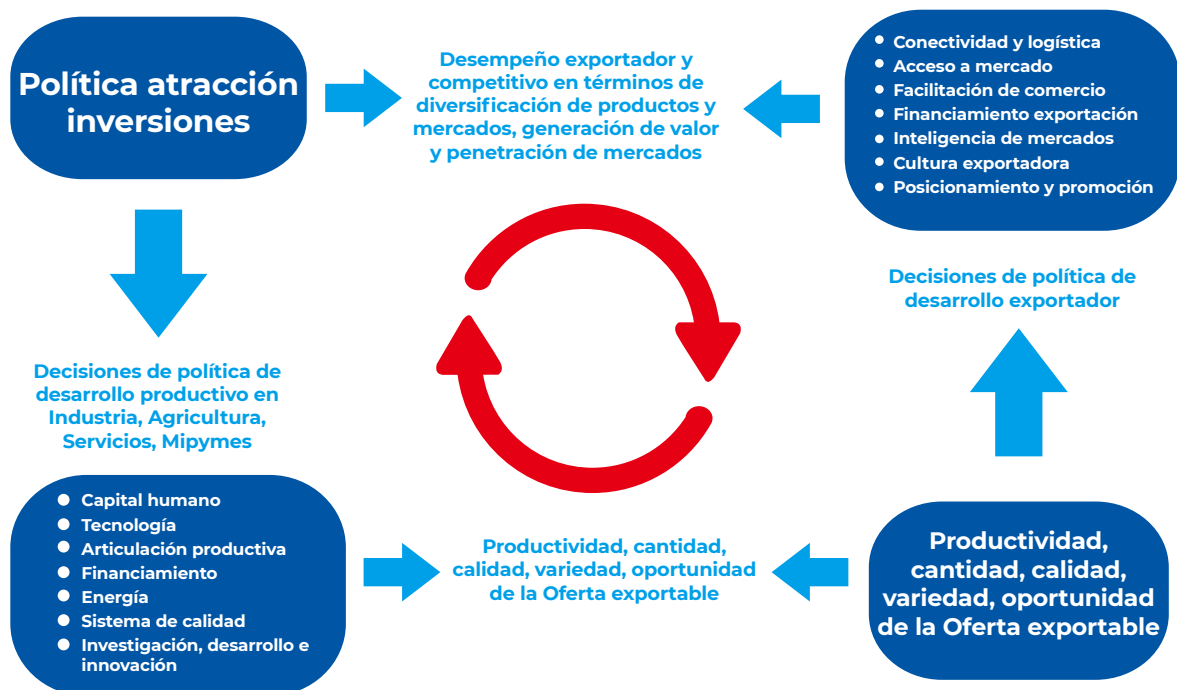 Política atracción
inversiones
Desempeño exportador y
competitivo en términos de
diversificación de productos y
mercados, generación de valor
y penetración de mercados
Conectividad y logística
Acceso a mercado
Facilitación de comercio
Financiamiento exportación
Inteligencia de mercados
Cultura exportadora
Posicionamiento y promoción
Decisiones de política de
desarrollo exportador
Decisiones de política de
desarrollo productivo en
Industria, Agricultura,
Servicios, Mipymes
Capital humano
Tecnología
Articulación productiva
Financiamiento
Energía
Sistema de calidad
Investigación, desarrollo e
innovación
Productividad, cantidad,
calidad, variedad, oportunidad
de la Oferta exportable
Productividad,
cantidad, calidad,
variedad, oportunidad
de la Oferta exportable